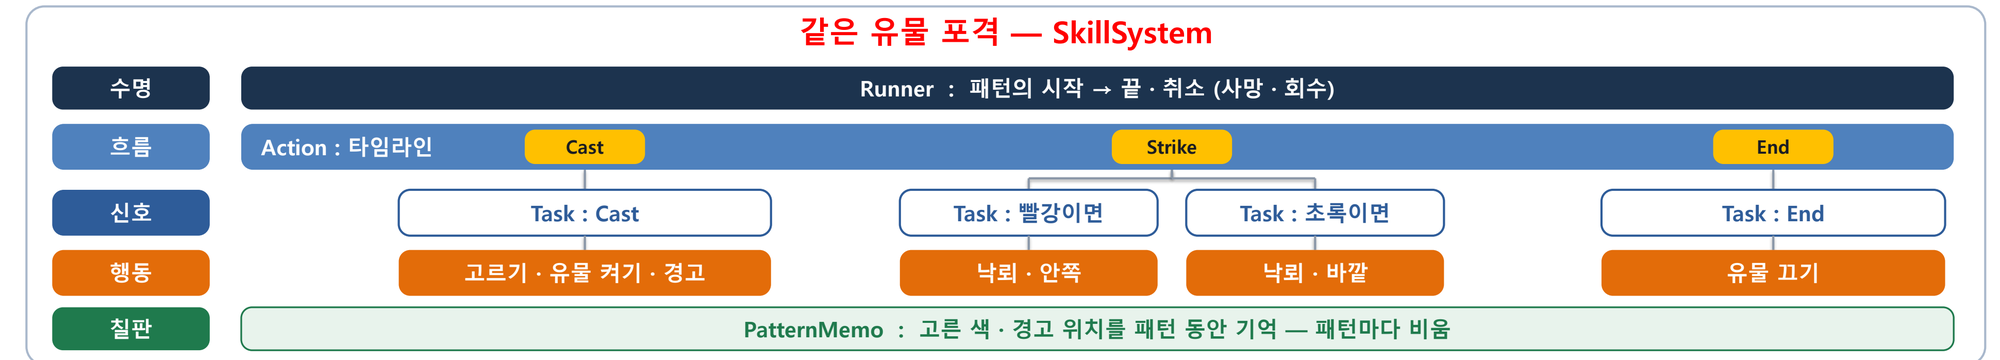 같은 유물 포격 — SkillSystem
수명
Runner : 패턴의 시작 → 끝 · 취소 (사망 · 회수)
흐름
Action : 타임라인
Cast
Strike
End
신호
Task : Cast
Task : 빨강이면
Task : 초록이면
Task : End
행동
고르기 · 유물 켜기 · 경고
낙뢰 · 안쪽
낙뢰 · 바깥
유물 끄기
칠판
PatternMemo : 고른 색 · 경고 위치를 패턴 동안 기억 — 패턴마다 비움